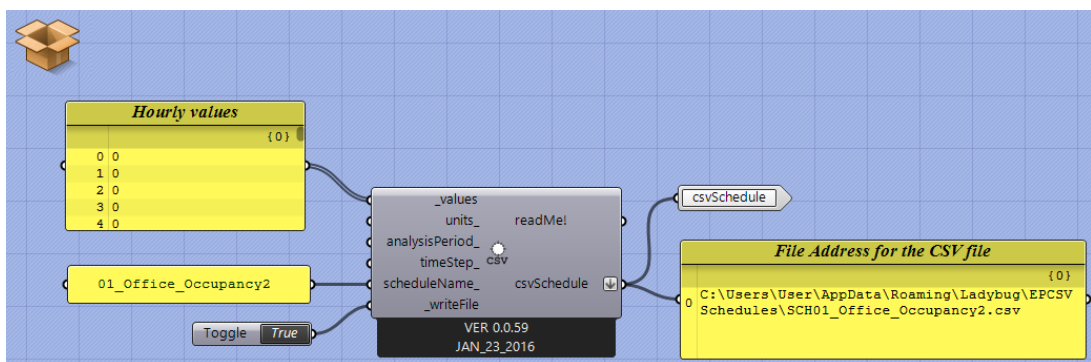 Hourly values
{0}
0 0
1 0
2 0
3 0
4 0
01_Office_Occupancy2
Toggle True
_values
units_
analysisPeriod_
timeStep_
scheduleName_
_writeFile
CSV
readMe!
csvSchedule
VER 0.0.59
JAN_23_2016
csvSchedule
File Address for the CSV file
{0}
0 C:\Users\User\AppData\Roaming\Ladybug\EPCSV
Schedules\SCH01_Office_Occupancy2.csv